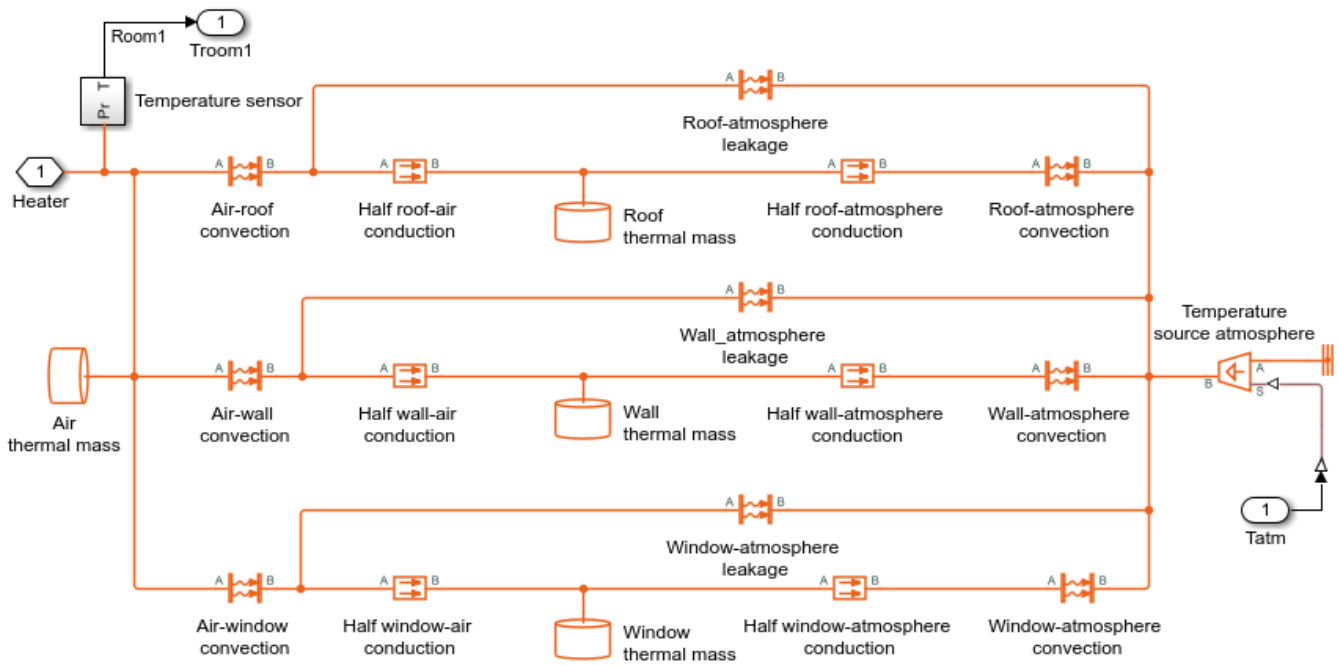 Room1
1
Troom1
Pr T
Temperature sensor
A B
Roof-atmosphere
leakage
1
Heater
A B
Air-roof
convection
A B
Half roof-air
conduction
Roof
thermal mass
A B
Half roof-atmosphere
conduction
A B
Roof-atmosphere
convection
A B
Wall_atmosphere
leakage
Temperature
source atmosphere
B
A
S
Air
thermal mass
A B
Air-wall
convection
A B
Half wall-air
conduction
Wall
thermal mass
A B
Half wall-atmosphere
conduction
A B
Wall-atmosphere
convection
A B
Window-atmosphere
leakage
1
Tatm
A B
Air-window
convection
A B
Half window-air
conduction
Window
thermal mass
A B
Half window-atmosphere
conduction
A B
Window-atmosphere
convection